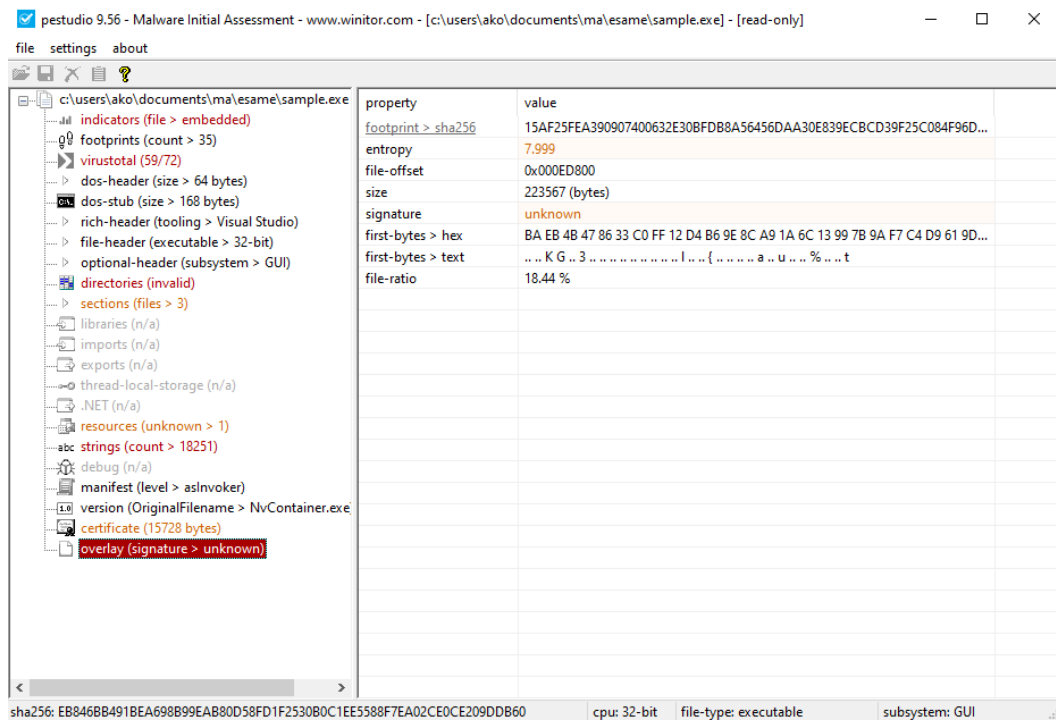 pestudio 9.56 - Malware Initial Assessment - www.winitor.com - [c:\users\ako\documents\ma\esame\sample.exe] - [read-only]
file settings about
c:\users\ako\documents\ma\esame\sample.exe
indicators (file > embedded)
footprints (count > 35)
virustotal (59/72)
dos-header (size > 64 bytes)
dos-stub (size > 168 bytes)
rich-header (tooling > Visual Studio)
file-header (executable > 32-bit)
optional-header (subsystem > GUI)
directories (invalid)
sections (files > 3)
libraries (n/a)
imports (n/a)
exports (n/a)
thread-local-storage (n/a)
.NET (n/a)
resources (unknown > 1)
abc strings (count > 18251)
debug (n/a)
manifest (level > asInvoker)
1.0 version (OriginalFilename > NvContainer.exe
certificate (15728 bytes)
overlay (signature > unknown)
property value
footprint > sha256 15AF25FEA390907400632E30BFDB8A56456DAA30E839ECBCD39F25C084F96D...
entropy 7.999
file-offset 0x000ED800
size 223567 (bytes)
signature unknown
first-bytes > hex BA EB 4B 47 86 33 C0 FF 12 D4 B6 9E 8C A9 1A 6C 13 99 7B 9A F7 C4 D9 61 9D...
first-bytes > text .. .. K G .. 3 .. .. .. .. .. .. .. .. .. l .. .. { .. .. .. .. a .. u .. .. % .. .. t
file-ratio 18.44 %
sha256: EB846BB491BEA698B99EAB80D58FD1F2530B0C1EE5588F7EA02CE0CE209DDB60 cpu: 32-bit file-type: executable subsystem: GUI